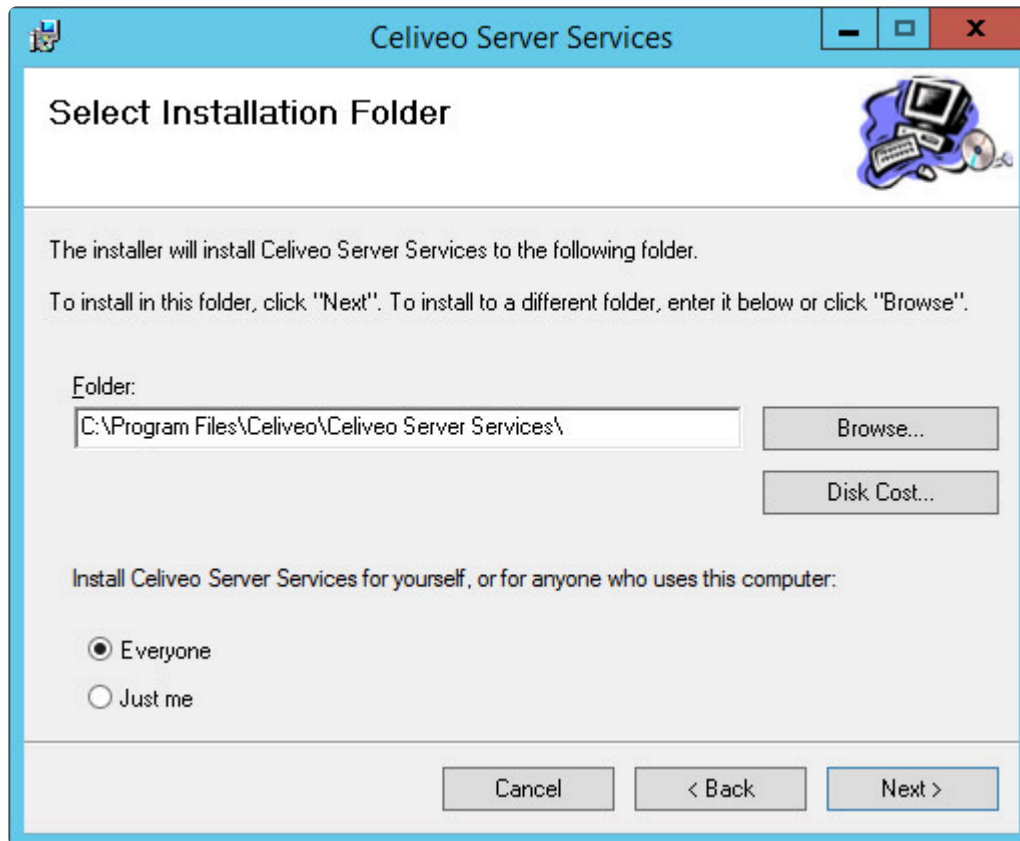 Celiveo Server Services
Select Installation Folder
The installer will install Celiveo Server Services to the following folder.
To install in this folder, click "Next". To install to a different folder, enter it below or click "Browse".
Folder:
C:\Program Files\Celiveo\Celiveo Server Services\
Browse...
Disk Cost...
Install Celiveo Server Services for yourself, or for anyone who uses this computer:
Everyone
Just me
Cancel
< Back
Next >